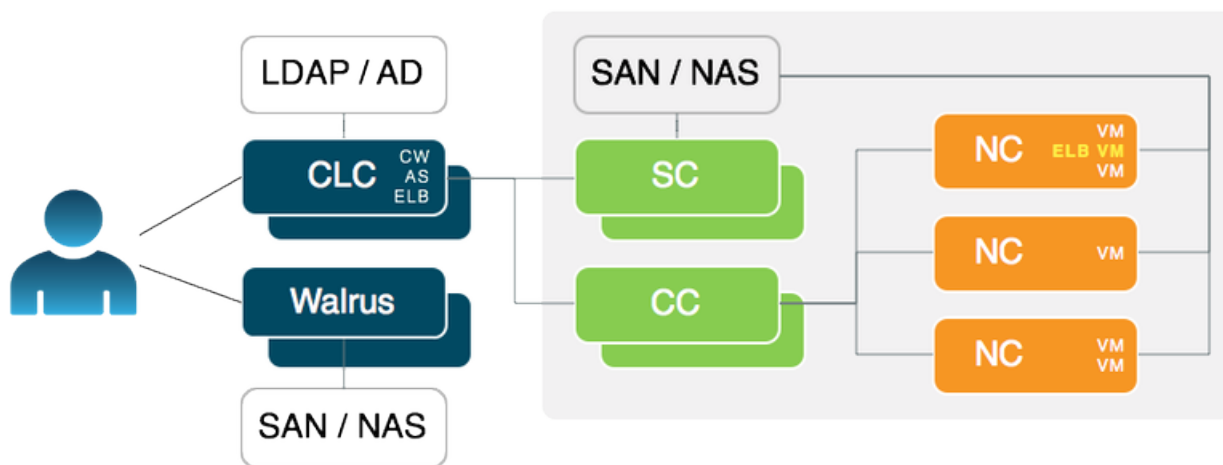 LDAP / AD
SAN / NAS
CLC
CW
AS
ELB
SC
NC
VM
ELB VM
VM
Walrus
CC
NC
VM
NC
VM
VM
SAN / NAS